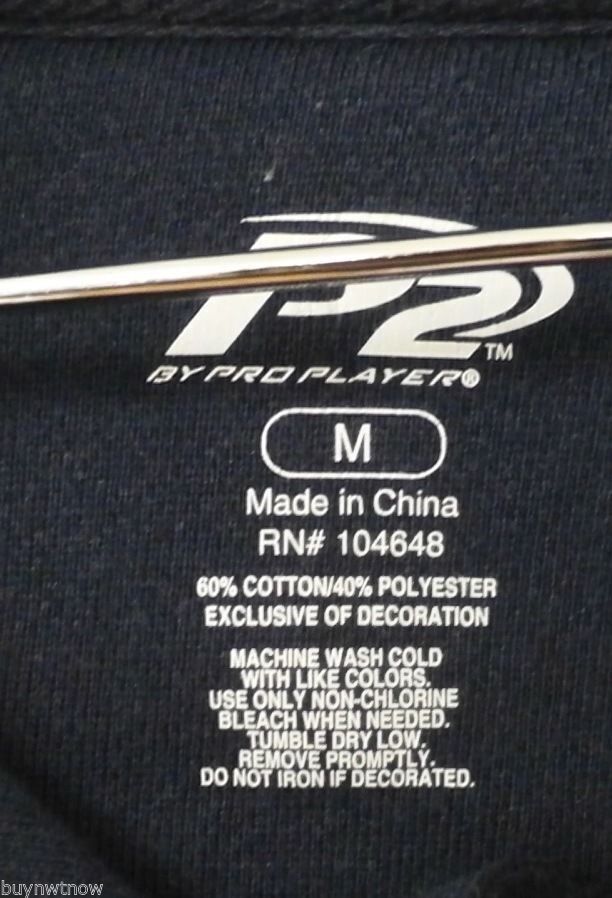 P2™
BY PRO PLAYER®
M
Made in China
RN# 104648
60% COTTON/40% POLYESTER
EXCLUSIVE OF DECORATION
MACHINE WASH COLD
WITH LIKE COLORS.
USE ONLY NON-CHLORINE
BLEACH WHEN NEEDED.
TUMBLE DRY LOW.
REMOVE PROMPTLY.
DO NOT IRON IF DECORATED.
buynwtnow